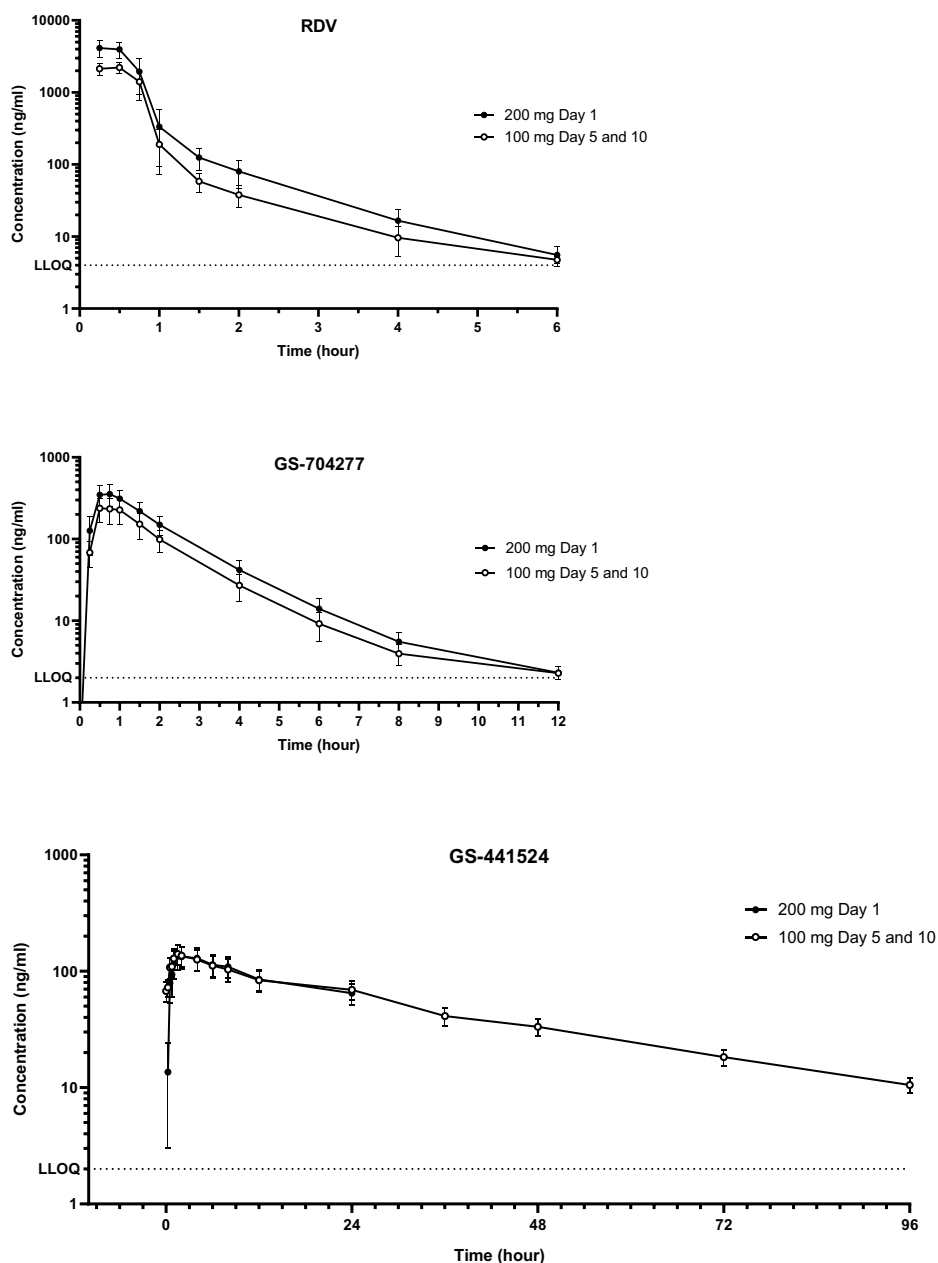 RDV
Concentration (ng/ml)
10000
1000
100
10
LLOQ
1
0 1 2 3 4 5 6
Time (hour)
200 mg Day 1
100 mg Day 5 and 10
GS-704277
Concentration (ng/ml)
1000
100
10
LLOQ
1
0 1 2 3 4 5 6 7 8 9 10 11 12
Time (hour)
200 mg Day 1
100 mg Day 5 and 10
GS-441524
Concentration (ng/ml)
1000
100
10
LLOQ
1
0 24 48 72 96
Time (hour)
200 mg Day 1
100 mg Day 5 and 10